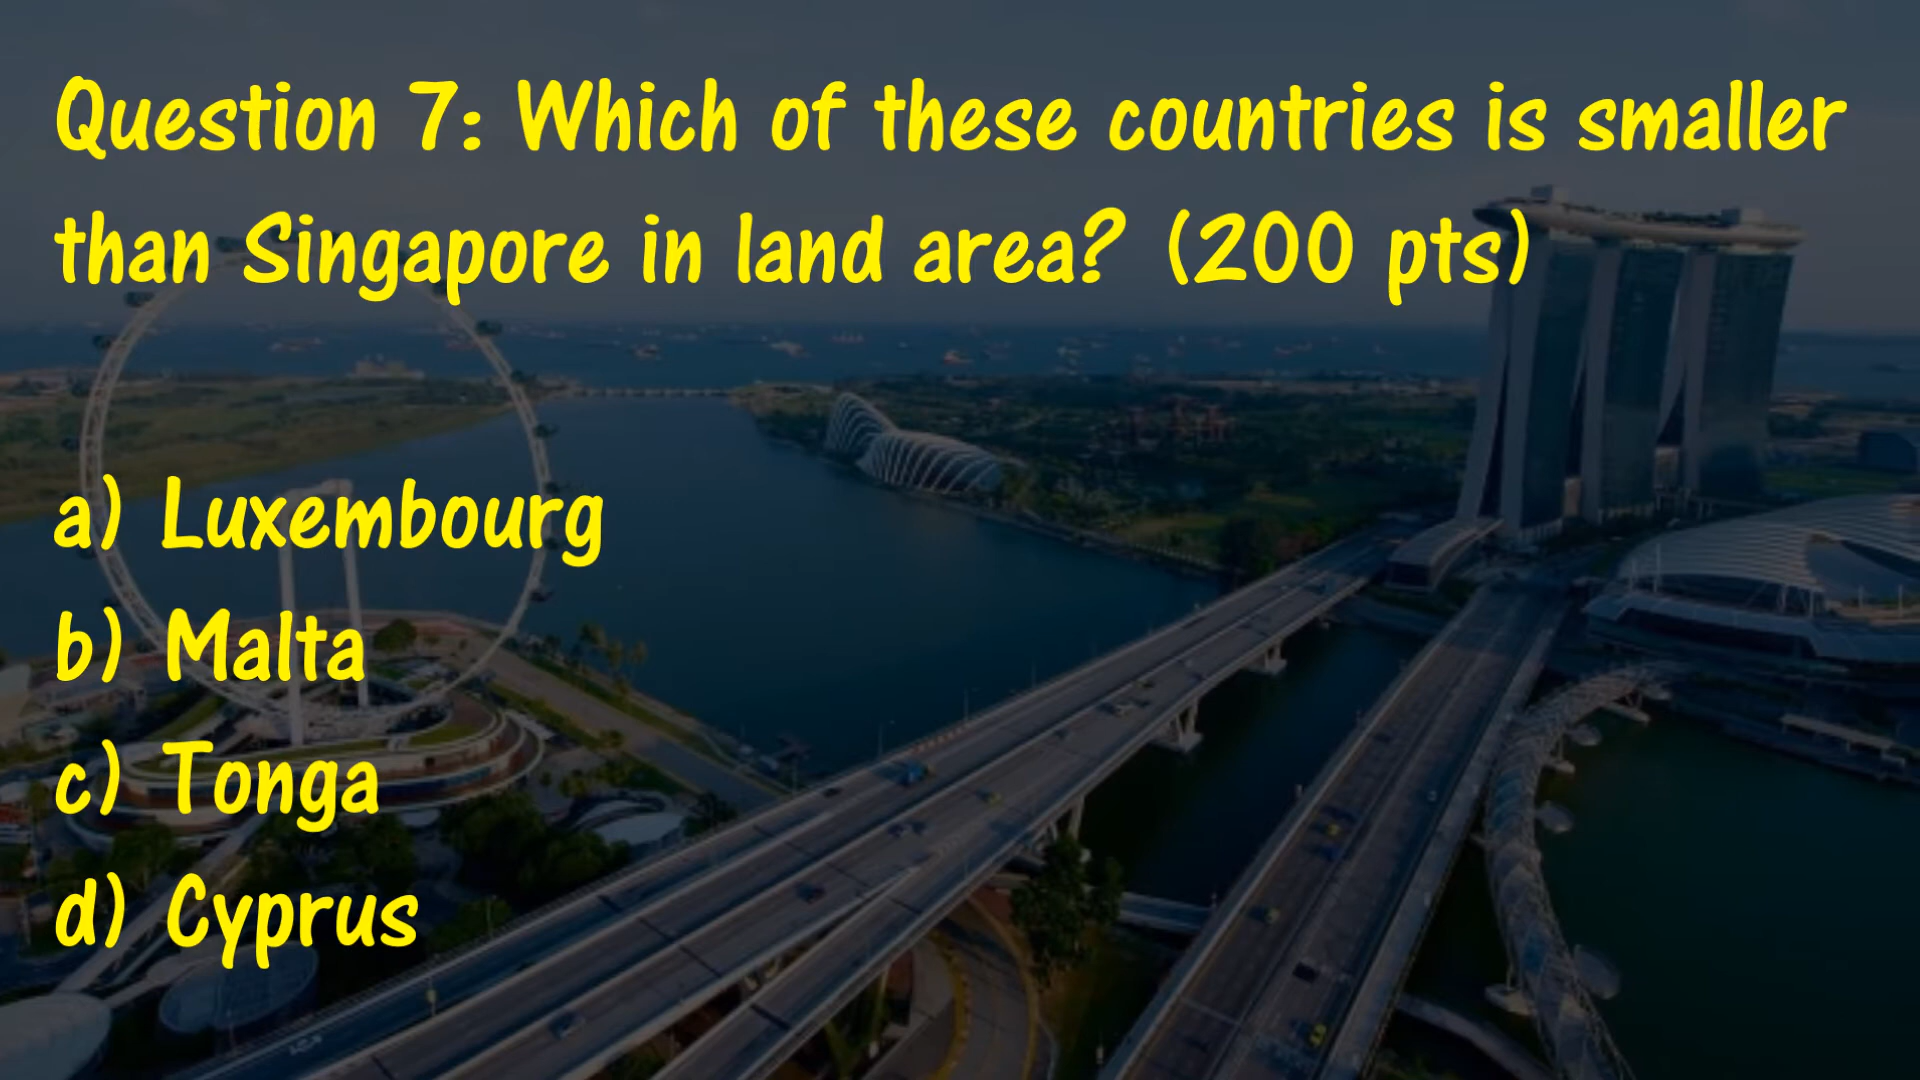 Question 7: Which of these countries is smaller
than Singapore in land area? (200 pts)
a) Luxembourg
b) Malta
c) Tonga
d) Cyprus